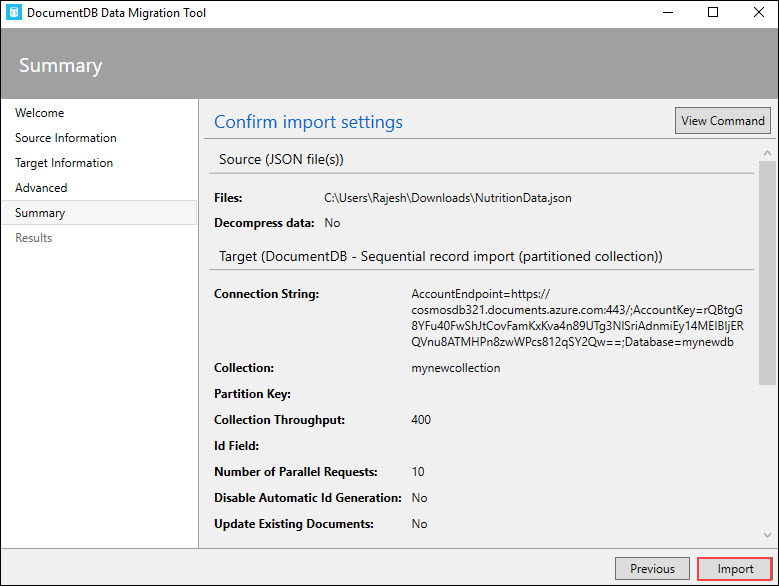 DocumentDB Data Migration Tool
Summary
Welcome
Source Information
Target Information
Advanced
Summary
Results
Confirm import settings
View Command
Source (JSON file(s))
Files: C:\Users\Rajesh\Downloads\NutritionData.json
Decompress data: No
Target (DocumentDB - Sequential record import (partitioned collection))
Connection String: AccountEndpoint=https://
cosmosdb321.documents.azure.com:443/;AccountKey=rQBtgG
8YFu40FwShJtCovFamKxKva4n89UTg3NISriAdnmiEy14MEIBIjER
QVnu8ATMHPn8zwWPcs812qSY2Qw==;Database=mynewdb
Collection: mynewcollection
Partition Key:
Collection Throughput: 400
Id Field:
Number of Parallel Requests: 10
Disable Automatic Id Generation: No
Update Existing Documents: No
Previous
Import